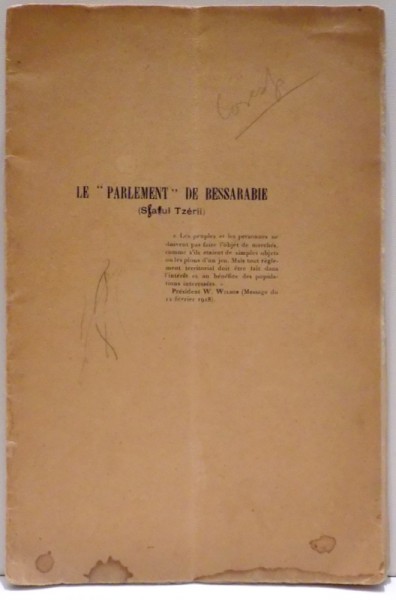 LE “ PARLEMENT ” DE BESSARABIE
(Sfatul Tzérii)
« Les peuples et les personnes ne
doivent pas faire l'objet de marchés,
comme s'ils étaient de simples objets
ou les pions d'un jeu. Mais tout règle-
ment territorial doit être fait dans
l'intérêt et au bénéfice des popula-
tions intéressées. »
Président W. Wilson (Message du
12 février 1918).